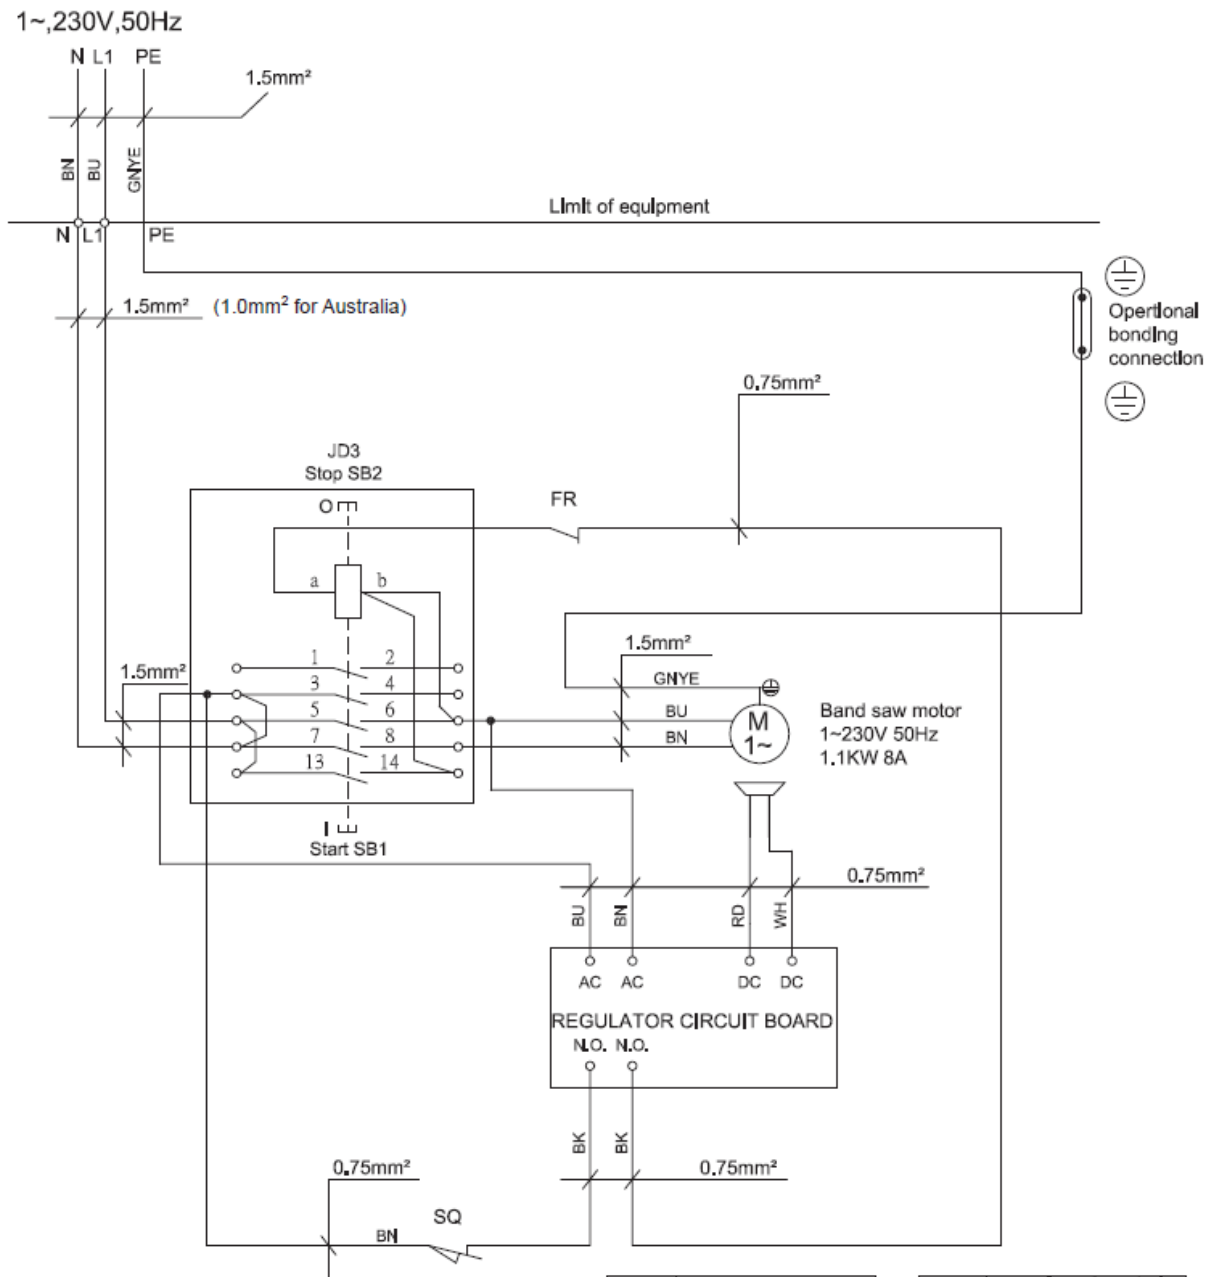 1~,230V,50Hz
N L1 PE
1.5mm²
BN
BU
GNYE
Limit of equipment
N L1 PE
1.5mm² (1.0mm² for Australia)
Opertional
bonding
connection
0.75mm²
JD3
Stop SB2
O
FR
a b
1 2
3 4
5 6
7 8
13 14
1.5mm²
1.5mm²
GNYE
BU
BN
M
1~
Band saw motor
1~230V 50Hz
1.1KW 8A
I
Start SB1
0.75mm²
BU
BN
RD
WH
AC AC DC DC
REGULATOR CIRCUIT BOARD
N.O. N.O.
BK
BK
0.75mm²
0.75mm²
SQ
BN